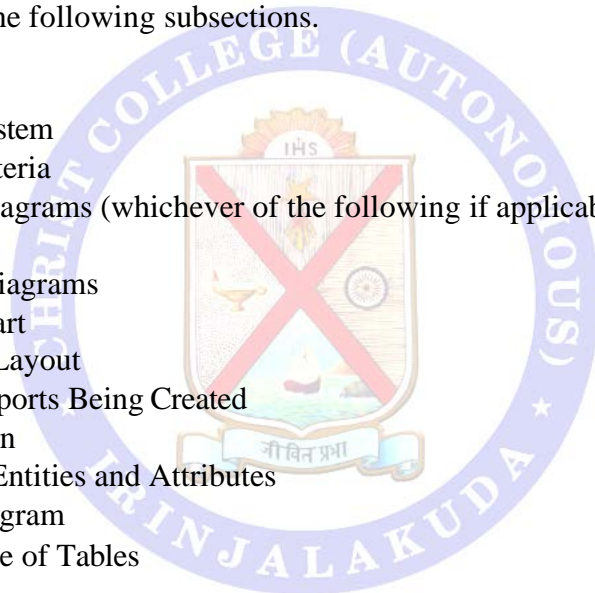 he following subsections.
stem
teria
agrams (whichever of the following if applicab
iagrams
art
Layout
ports Being Created
n
Entities and Attributes
gram
e of Tables
CHRIST COLLEGE (AUTONOMOUS)
IHS
जीवित प्रभा
★ IRINJALAKUDA ★